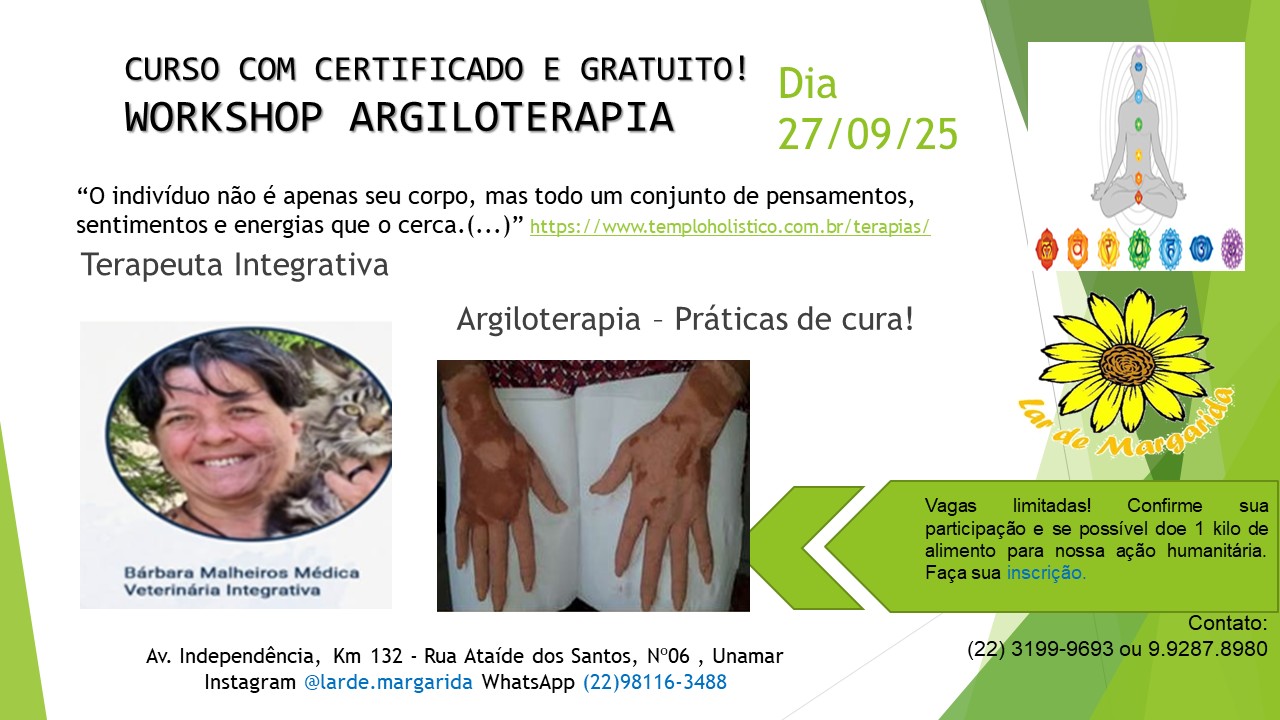 CURSO COM CERTIFICADO E GRATUITO!
WORKSHOP ARGILOTERAPIA
Dia
27/09/25
“O indivíduo não é apenas seu corpo, mas todo um conjunto de pensamentos,
sentimentos e energias que o cerca.(...)” https://www.temploholistico.com.br/terapias/
Terapeuta Integrativa
Argiloterapia – Práticas de cura!
Bárbara Malheiros Médica
Veterinária Integrativa
Lar de Margarida
Vagas limitadas! Confirme sua
participação e se possível doe 1 kilo de
alimento para nossa ação humanitária.
Faça sua inscrição.
Contato:
(22) 3199-9693 ou 9.9287.8980
Av. Independência, Km 132 - Rua Ataíde dos Santos, Nº06 , Unamar
Instagram @larde.margarida WhatsApp (22)98116-3488